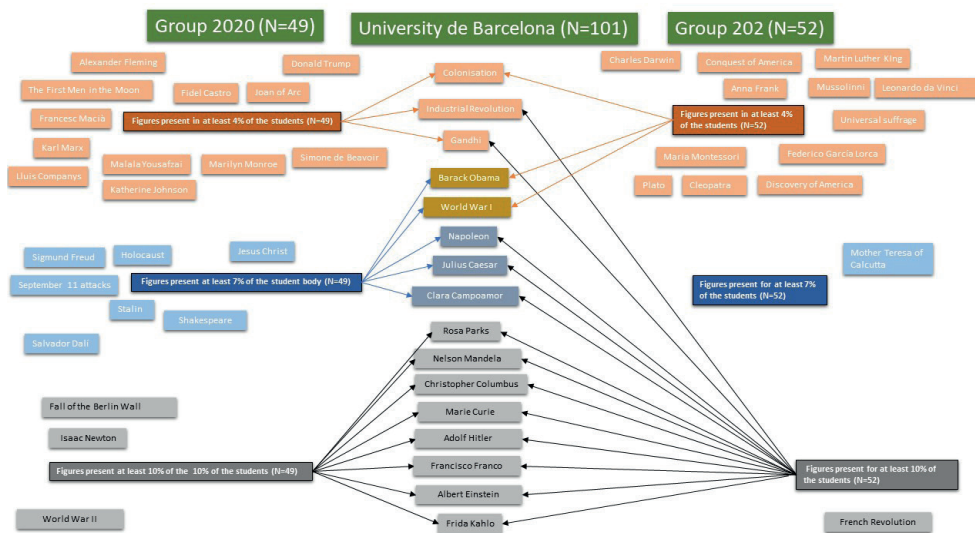 Group 2020 (N=49)
University de Barcelona (N=101)
Group 202 (N=52)
Alexander Fleming
Donald Trump
The First Men in the Moon
Fidel Castro
Joan of Arc
Francesc Macià
Figures present in at least 4% of the students (N=49)
Karl Marx
Malala Yousafrai
Marilyn Monroe
Simone de Beavoir
Lluis Companys
Katherine Johnson
Colonisation
Industrial Revolution
Gandhi
Barack Obama
World War I
Napoleon
Julius Caesar
Clara Campoamor
Rosa Parks
Nelson Mandela
Christopher Columbus
Marie Curie
Adolf Hitler
Francisco Franco
Albert Einstein
Frida Kahlo
Charles Darwin
Conquest of America
Martin Luther King
Anna Frank
Mussolinni
Leonardo da Vinci
Figures present in at least 4%
of the students (N=52)
Universal suffrage
Maria Montessori
Federico García Lorca
Plato
Cleopatra
Discovery of America
Sigmund Freud
Holocaust
Jesus Christ
September 11 attacks
Figures present at least 7% of the student body (N=49)
Stalin
Shakespeare
Salvador Dalí
Mother Teresa of
Calcutta
Figures present for at least 7%
of the students (N=52)
Fall of the Berlin Wall
Isaac Newton
Figures present at least 10% of the 10% of the students (N=49)
World War II
Figures present for at least 10% of
the students (N=52)
French Revolution